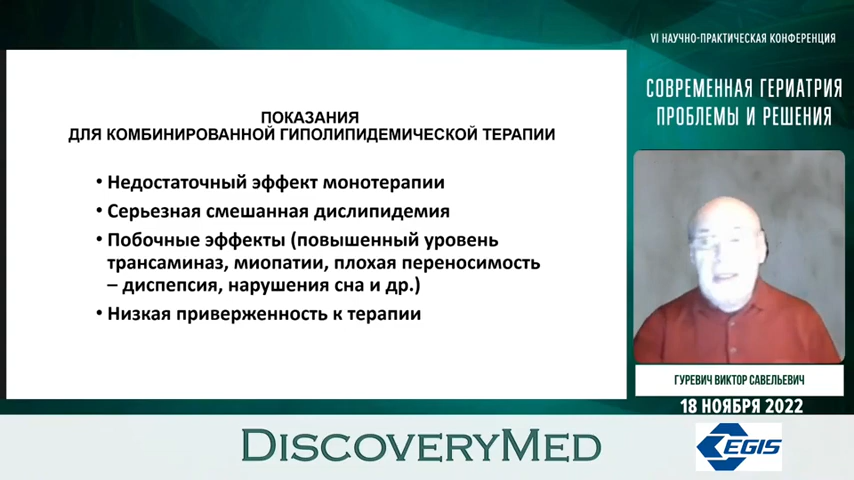 VI НАУЧНО-ПРАКТИЧЕСКАЯ КОНФЕРЕНЦИЯ
СОВРЕМЕННАЯ ГЕРИАТРИЯ
ПРОБЛЕМЫ И РЕШЕНИЯ
ПОКАЗАНИЯ
ДЛЯ КОМБИНИРОВАННОЙ ГИПОЛИПИДЕМИЧЕСКОЙ ТЕРАПИИ
• Недостаточный эффект монотерапии
• Серьезная смешанная дислипидемия
• Побочные эффекты (повышенный уровень
трансаминаз, миопатии, плохая переносимость
– диспепсия, нарушения сна и др.)
• Низкая приверженность к терапии
ГУРЕВИЧ ВИКТОР САВЕЛЬЕВИЧ
18 НОЯБРЯ 2022
DISCOVERYMED
EGIS